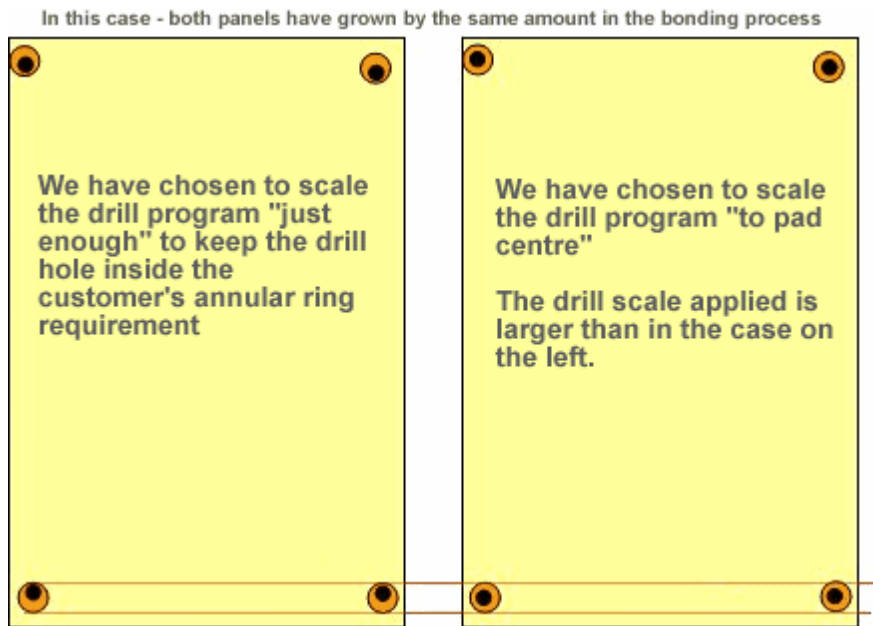 In this case - both panels have grown by the same amount in the bonding process
We have chosen to scale
the drill program "just
enough" to keep the drill
hole inside the
customer's annular ring
requirement
We have chosen to scale
the drill program "to pad
centre"
The drill scale applied is
larger than in the case on
the left.